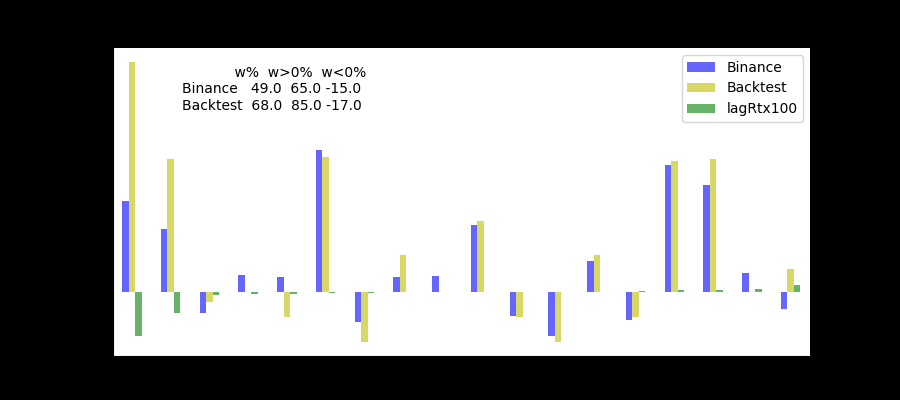 w% w>0% w<0%
Binance 49.0 65.0 -15.0
Backtest 68.0 85.0 -17.0
Binance
Backtest
lagRtx100